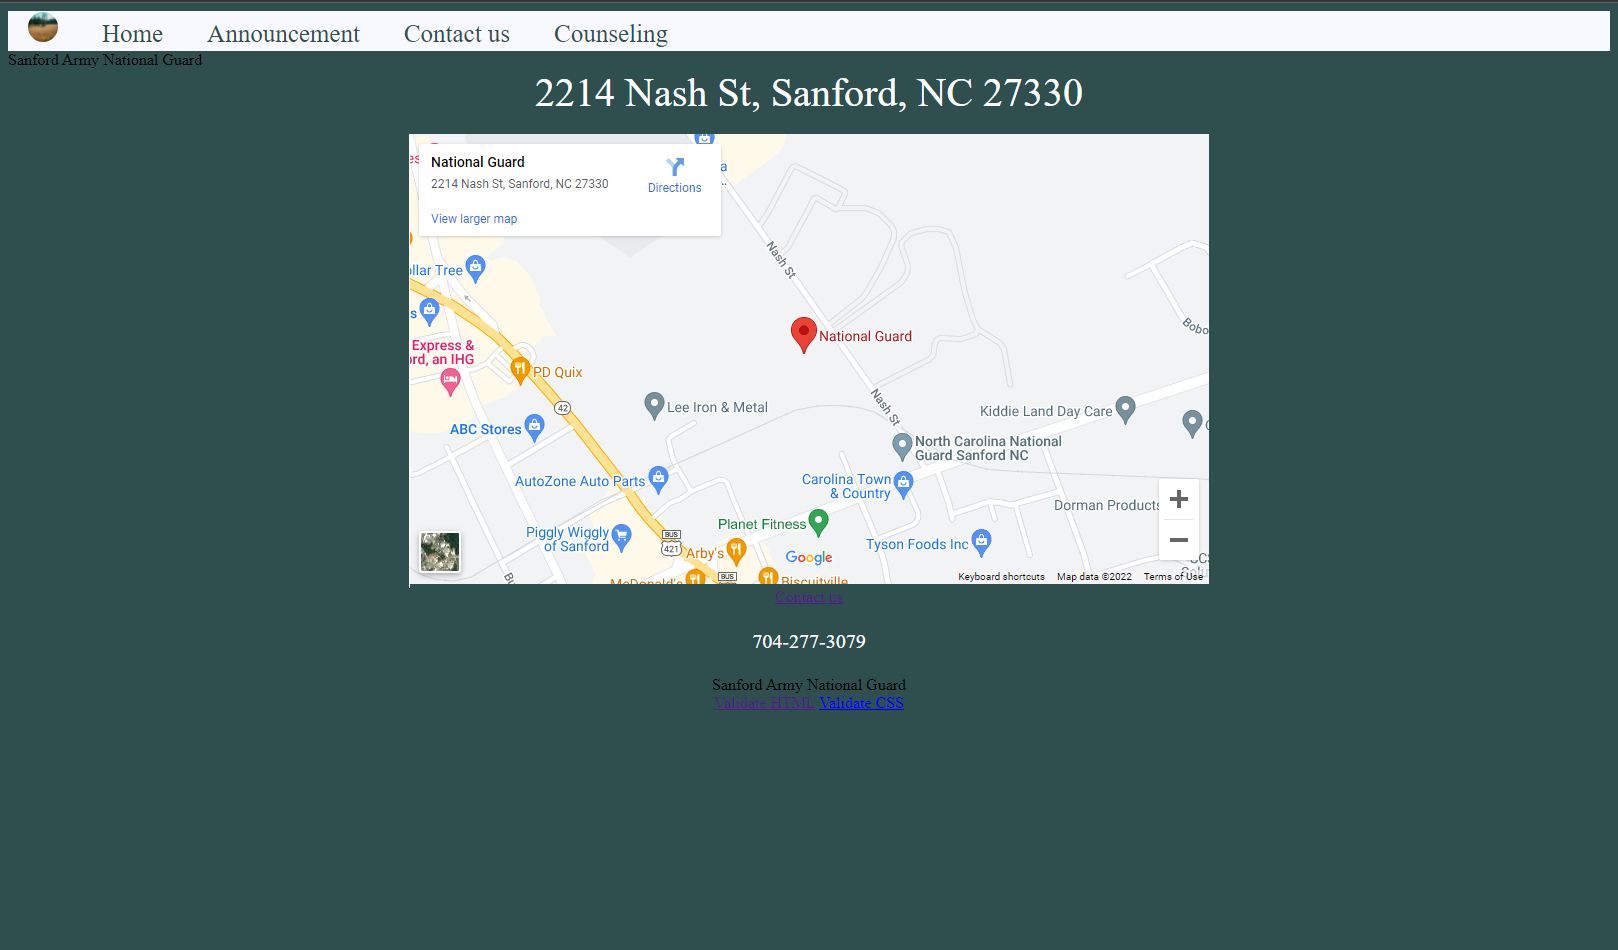 Home Announcement Contact us Counseling
Sanford Army National Guard
2214 Nash St, Sanford, NC 27330
National Guard
2214 Nash St, Sanford, NC 27330
Directions
View larger map
es
a
ollar Tree
s
Express &
ord, an IHG
PD Quix
42
ABC Stores
Lee Iron & Metal
AutoZone Auto Parts
Piggly Wiggly
of Sanford
BUS
421
Arby's
McDonald's
BUS
Biscuitville
Bu
Nash St
National Guard
Nash St
Bobo
Kiddie Land Day Care
North Carolina National
Guard Sanford NC
Carolina Town
& Country
Planet Fitness
Tyson Foods Inc
Dorman Products
Google
Keyboard shortcuts Map data ©2022 Terms of Use
Contact us
704-277-3079
Sanford Army National Guard
Validate HTML Validate CSS